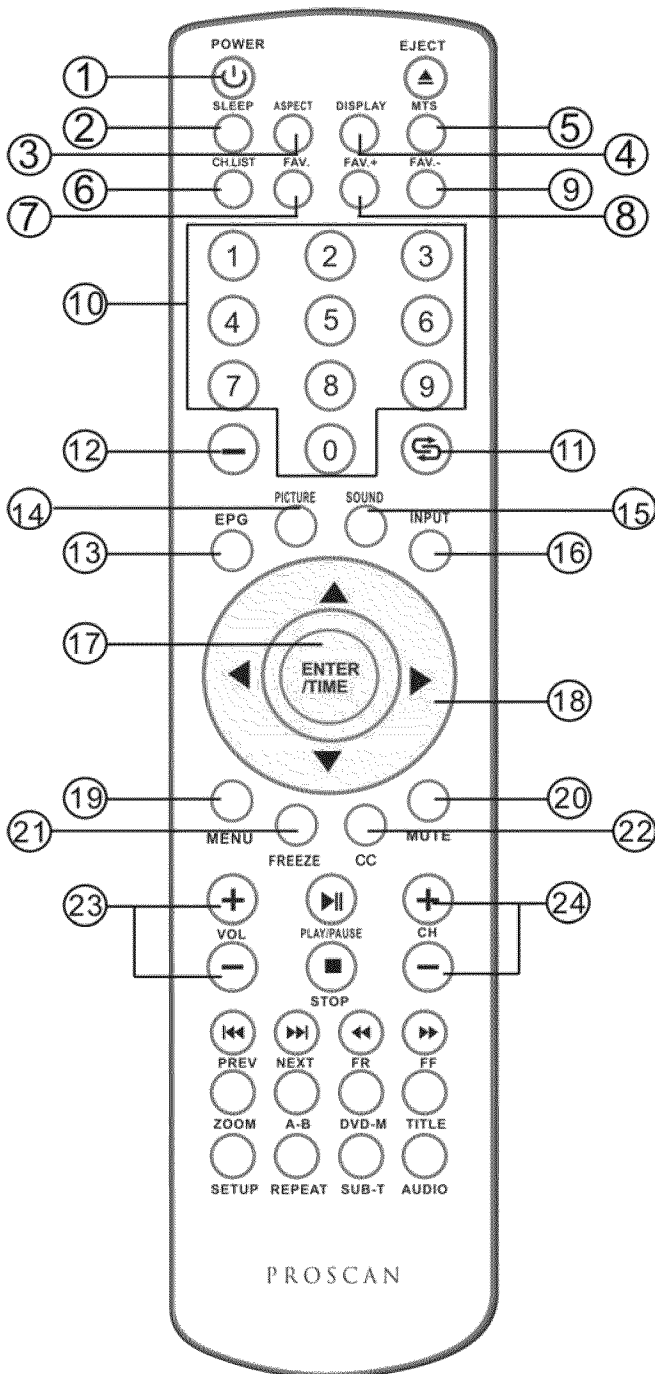 POWER EJECT
1
SLEEP ASPECT DISPLAY MTS
2 5
3 4
CH.LIST FAV. FAV.+ FAV.-
6 9
7 8
1 2 3
10
4 5 6
7 8 9
12 0 11
PICTURE SOUND
14 15
EPG INPUT
13 16
17
ENTER
/TIME
18
19 20
21 MENU MUTE 22
FREEZE CC
23 24
VOL PLAY/PAUSE CH
STOP
PREV NEXT FR FF
ZOOM A-B DVD-M TITLE
SETUP REPEAT SUB-T AUDIO
PROSCAN